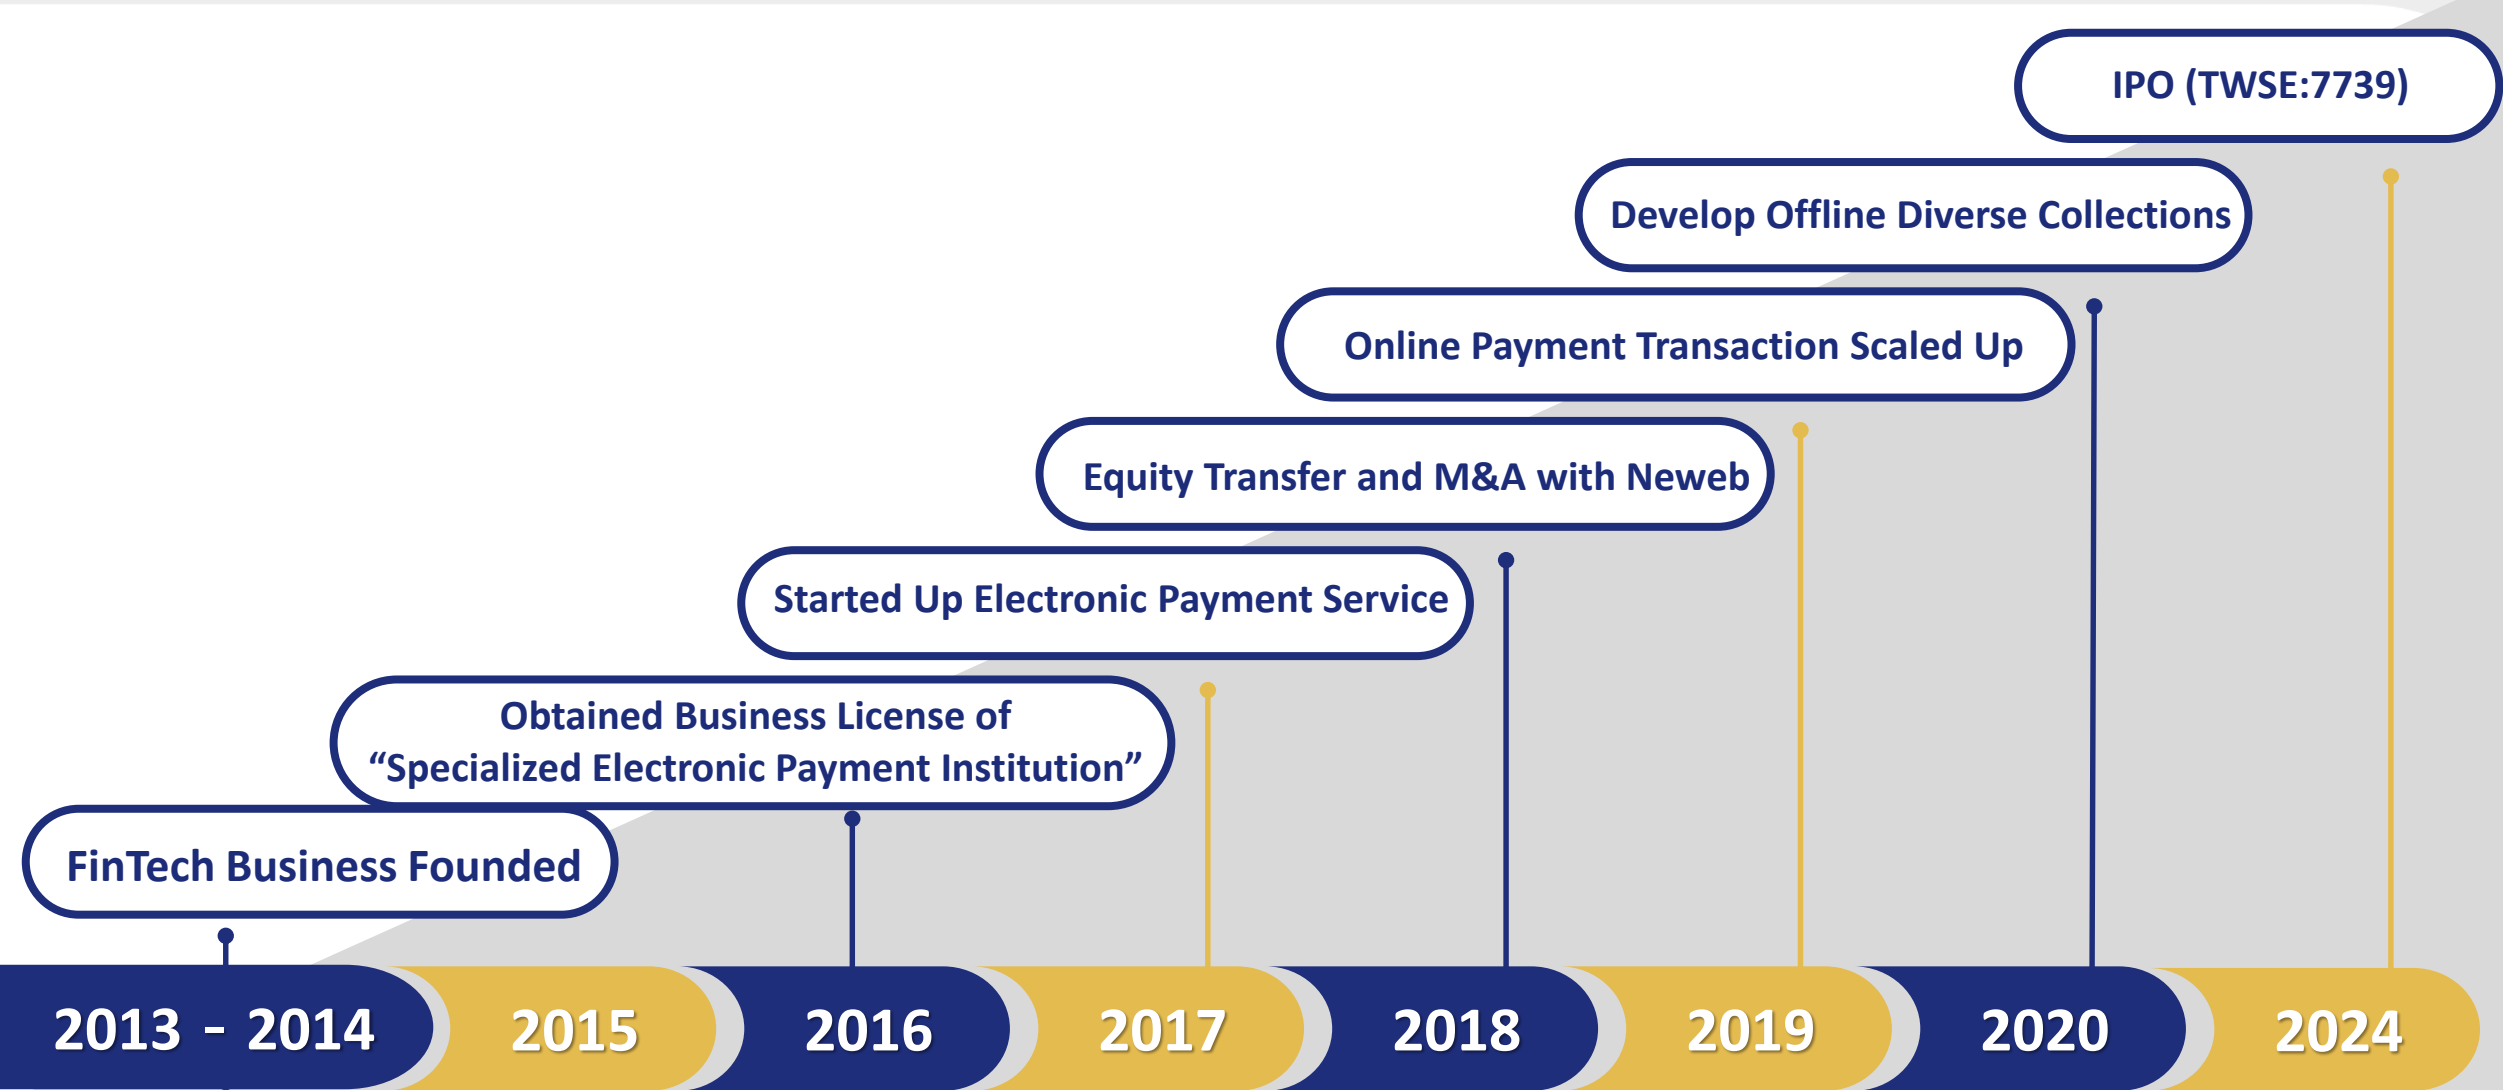 IPO (TWSE:7739)
Develop Offline Diverse Collections
Online Payment Transaction Scaled Up
Equity Transfer and M&A with Neweb
Started Up Electronic Payment Service
Obtained Business License of
“Specialized Electronic Payment Institution”
FinTech Business Founded
2013 - 2014
2015
2016
2017
2018
2019
2020
2024